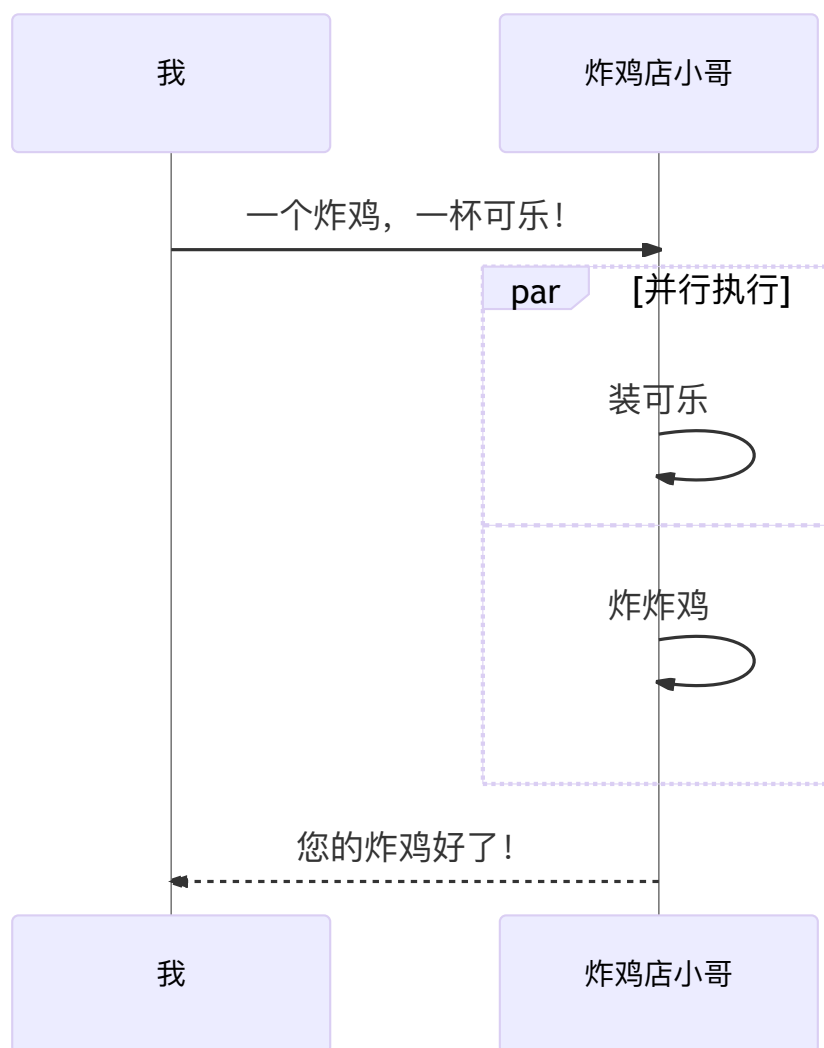 我
炸鸡店小哥
一个炸鸡，一杯可乐！
par
[并行执行]
装可乐
炸炸鸡
您的炸鸡好了！
我
炸鸡店小哥